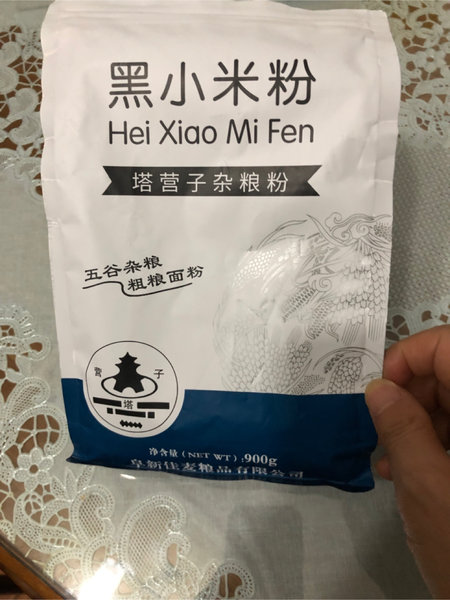 黑小米粉
Hei Xiao Mi Fen
塔营子杂粮粉
五谷杂粮
粗粮面粉
营 子
塔
净含量（NET WT）:900g
阜新佳麦粮品有限公司